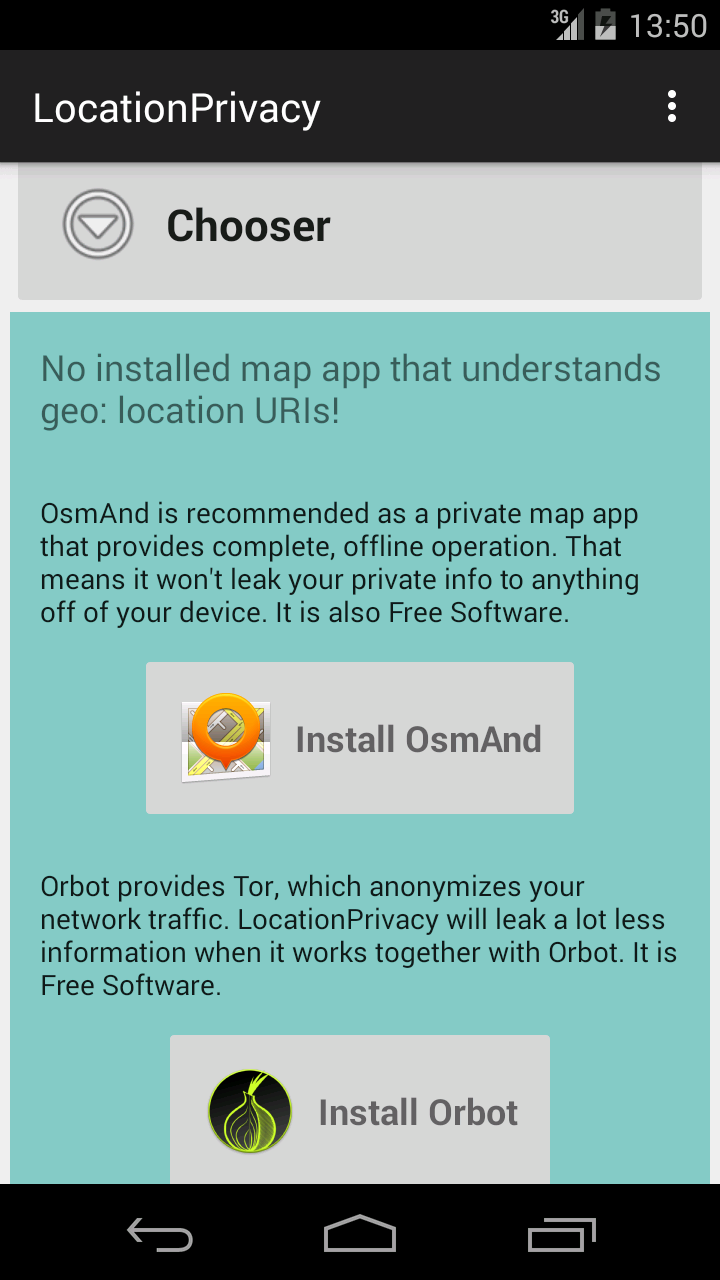 3G 13:50
LocationPrivacy
Chooser
No installed map app that understands
geo: location URIs!
OsmAnd is recommended as a private map app
that provides complete, offline operation. That
means it won't leak your private info to anything
off of your device. It is also Free Software.
Install OsmAnd
Orbot provides Tor, which anonymizes your
network traffic. LocationPrivacy will leak a lot less
information when it works together with Orbot. It is
Free Software.
Install Orbot